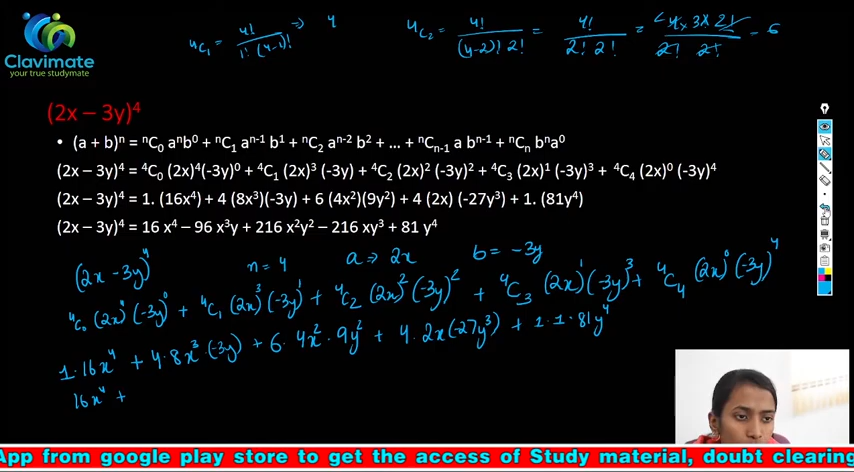 ⁴C₁ = 4! / 1! (4-1)! ⇒ 4
⁴C₂ = 4! / (4-2)! 2! = 4! / 2! 2! = 4 × 3 × 2! / 2! 2! = 6
Clavimate
your true studymate
(2x – 3y)⁴
• (a + b)ⁿ = ⁿC₀ aⁿb⁰ + ⁿC₁ aⁿ⁻¹ b¹ + ⁿC₂ aⁿ⁻² b² + ... + ⁿCₙ₋₁ a bⁿ⁻¹ + ⁿCₙ bⁿa⁰
(2x – 3y)⁴ = ⁴C₀ (2x)⁴(-3y)⁰ + ⁴C₁ (2x)³ (-3y) + ⁴C₂ (2x)² (-3y)² + ⁴C₃ (2x)¹ (-3y)³ + ⁴C₄ (2x)⁰ (-3y)⁴
(2x – 3y)⁴ = 1. (16x⁴) + 4 (8x³)(-3y) + 6 (4x²)(9y²) + 4 (2x) (-27y³) + 1. (81y⁴)
(2x – 3y)⁴ = 16 x⁴ – 96 x³y + 216 x²y² – 216 xy³ + 81 y⁴
(2x - 3y)⁴ n = 4 a ⇒ 2x b = -3y
⁴C₀ (2x)⁴ (-3y)⁰ + ⁴C₁ (2x)³ (-3y)¹ + ⁴C₂ (2x)² (-3y)² + ⁴C₃ (2x)¹ (-3y)³ + ⁴C₄ (2x)⁰ (-3y)⁴
1 · 16x⁴ + 4 · 8x³ · (-3y) + 6 · 4x² · 9y² + 4 · 2x (-27y³) + 1 · 1 · 81y⁴
16x⁴ +
App from google play store to get the access of Study material, doubt clearing